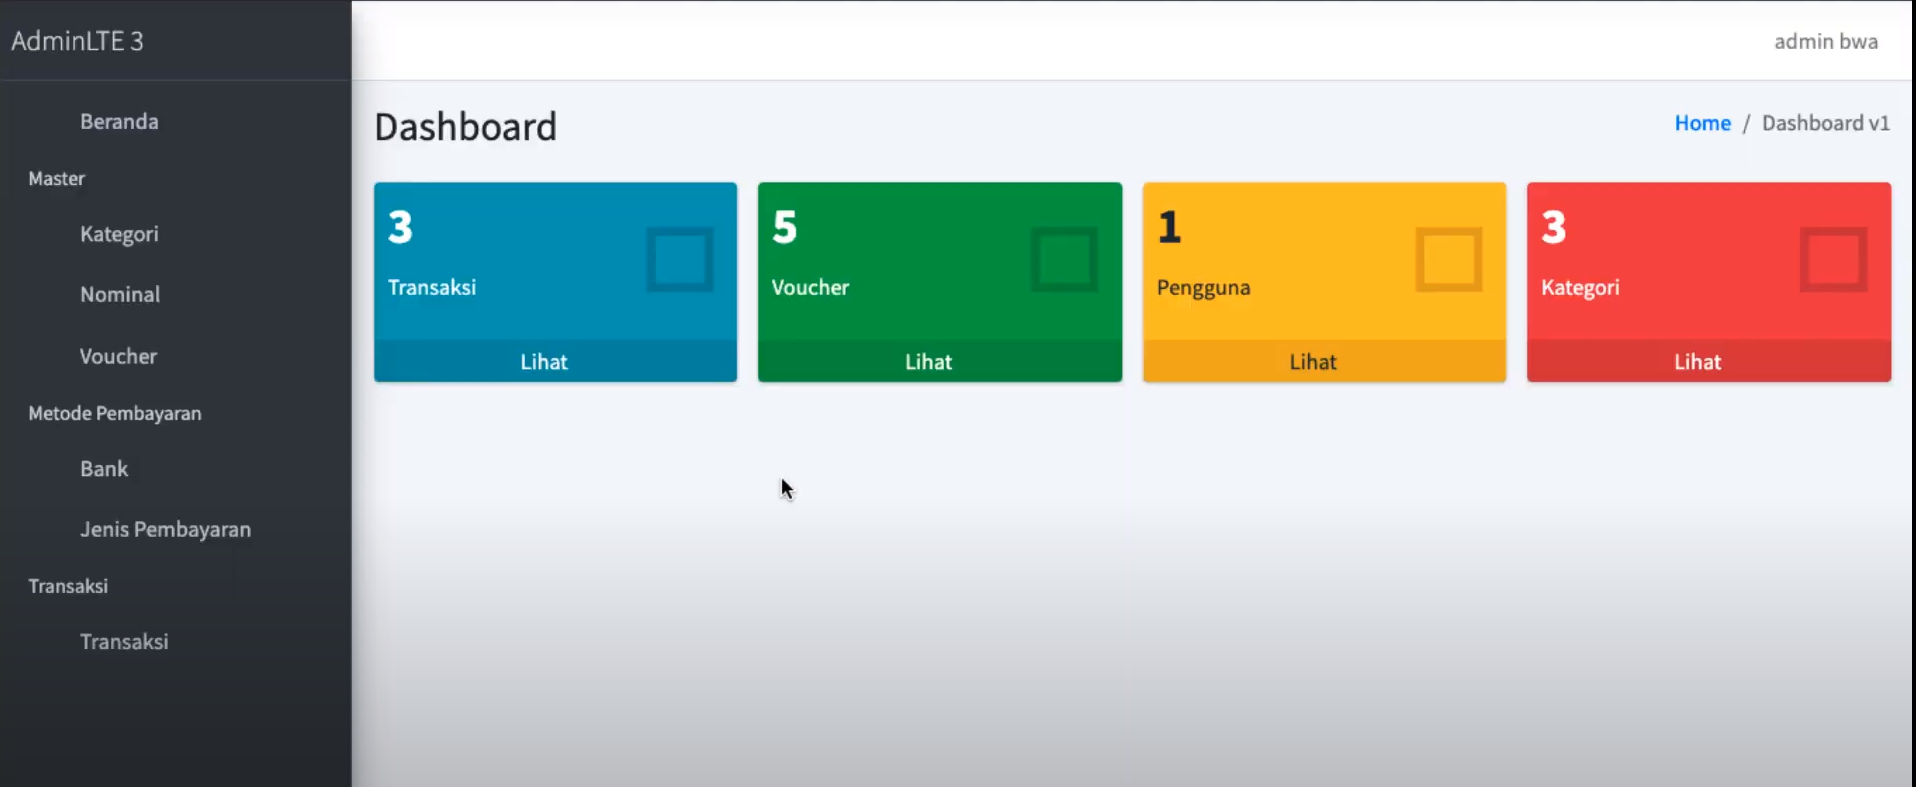 AdminLTE 3
admin bwa
Beranda
Master
Kategori
Nominal
Voucher
Metode Pembayaran
Bank
Jenis Pembayaran
Transaksi
Transaksi
Dashboard
Home / Dashboard v1
3
Transaksi
Lihat
5
Voucher
Lihat
1
Pengguna
Lihat
3
Kategori
Lihat